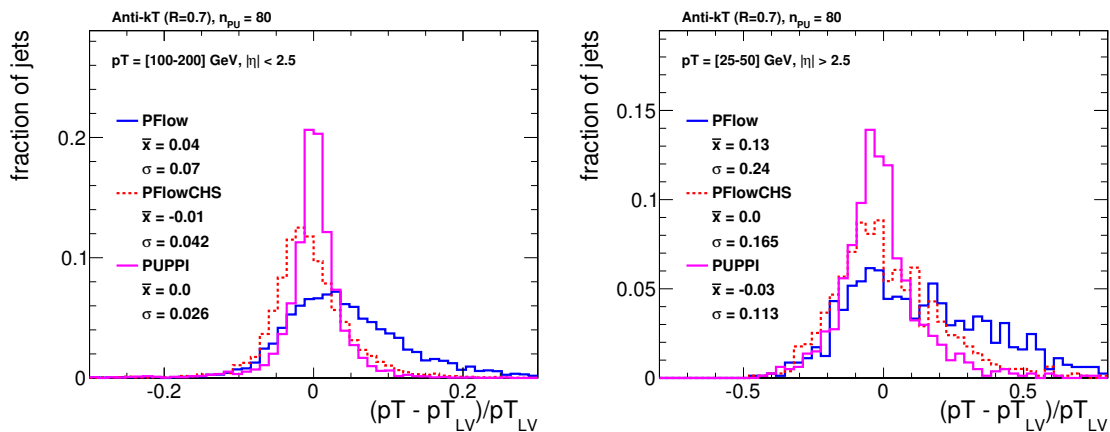 Anti-kT (R=0.7), n_PU = 80
fraction of jets
pT = [100-200] GeV, |η| < 2.5
PFlow
x̅ = 0.04
σ = 0.07
PFlowCHS
x̅ = -0.01
σ = 0.042
PUPPI
x̅ = 0.0
σ = 0.026
0.2
0.1
0
-0.2 0 0.2
(pT - pT_LV)/pT_LV
Anti-kT (R=0.7), n_PU = 80
fraction of jets
pT = [25-50] GeV, |η| > 2.5
PFlow
x̅ = 0.13
σ = 0.24
PFlowCHS
x̅ = 0.0
σ = 0.165
PUPPI
x̅ = -0.03
σ = 0.113
0.15
0.1
0.05
0
-0.5 0 0.5
(pT - pT_LV)/pT_LV